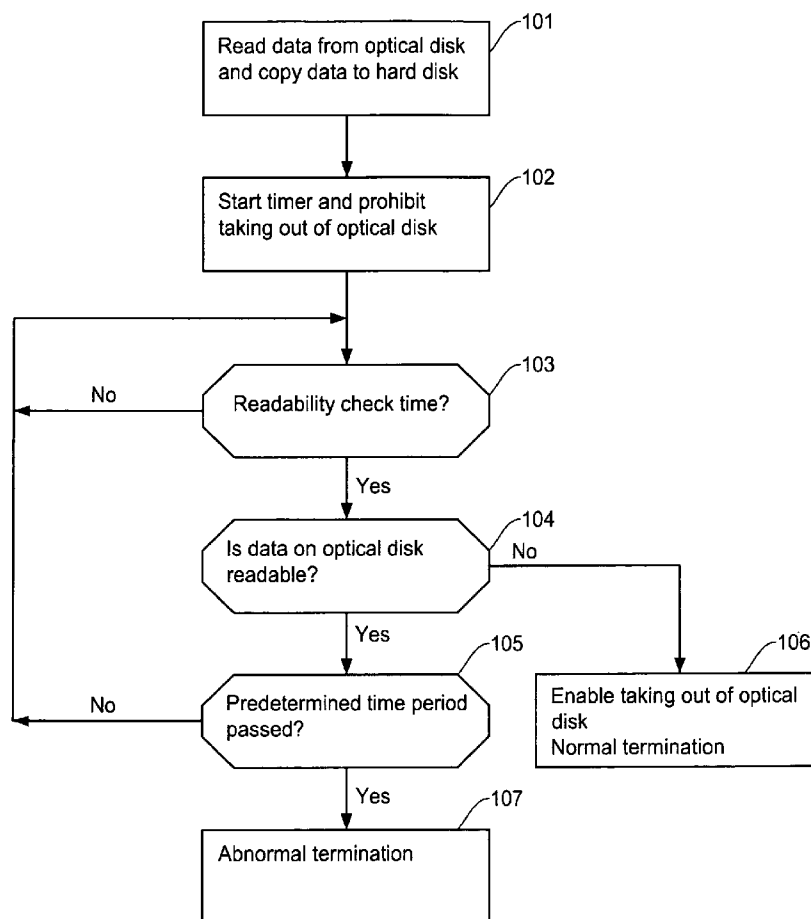 101
Read data from optical disk
and copy data to hard disk
102
Start timer and prohibit
taking out of optical disk
103
No
Readability check time?
Yes
104
Is data on optical disk
readable?
No
Yes
105
106
No
Predetermined time period
passed?
Enable taking out of optical
disk
Normal termination
Yes
107
Abnormal termination